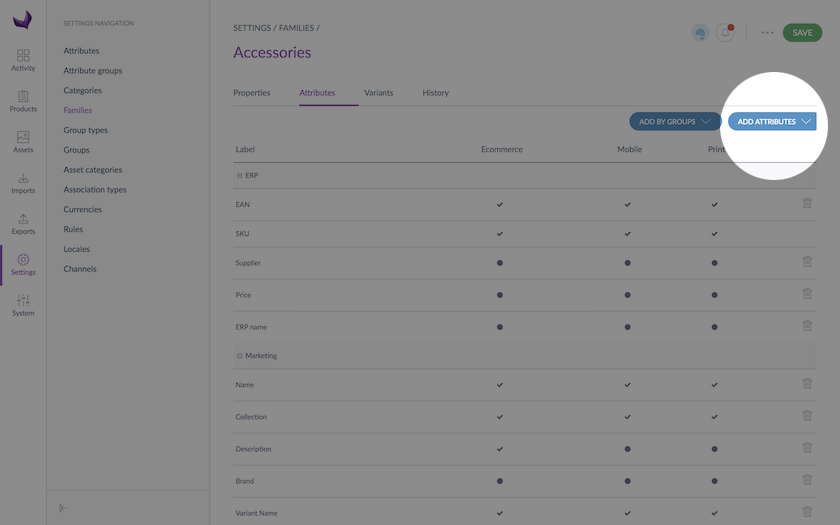 SETTINGS NAVIGATION
Attributes
Attribute groups
Categories
Families
Group types
Groups
Asset categories
Association types
Currencies
Rules
Locales
Channels
Activity
Products
Assets
Imports
Exports
Settings
System
SETTINGS / FAMILIES /
SAVE
Accessories
Properties Attributes Variants History
ADD BY GROUPS ADD ATTRIBUTES
Label Ecommerce Mobile Print
ERP
EAN
SKU
Supplier
Price
ERP name
Marketing
Name
Collection
Description
Brand
Variant Name